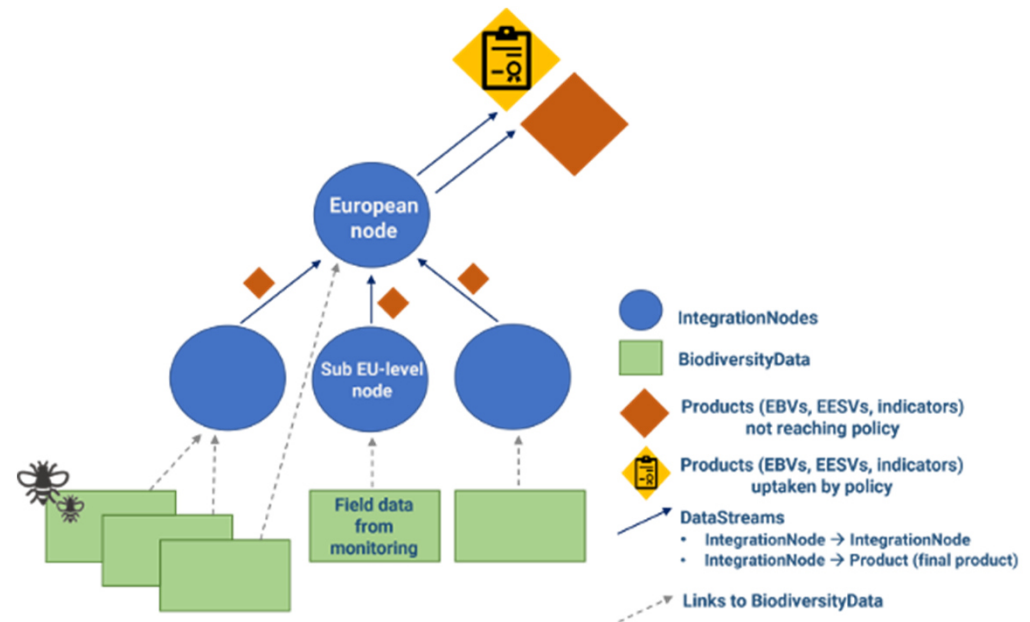 European
node
Sub EU-level
node
Field data
from
monitoring
IntegrationNodes
BiodiversityData
Products (EBVs, EESVs, indicators)
not reaching policy
Products (EBVs, EESVs, indicators)
uptaken by policy
DataStreams
• IntegrationNode → IntegrationNode
• IntegrationNode → Product (final product)
Links to BiodiversityData